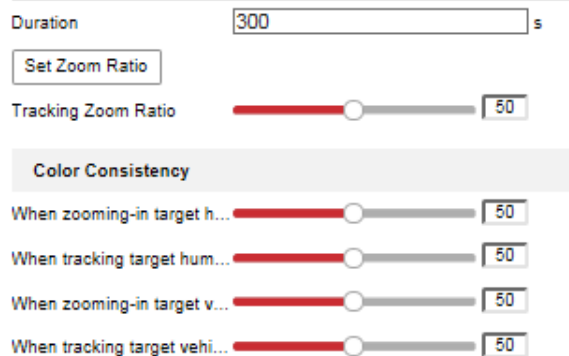 Duration 300 s
Set Zoom Ratio
Tracking Zoom Ratio 50
Color Consistency
When zooming-in target h... 50
When tracking target hum... 50
When zooming-in target v... 50
When tracking target vehi... 50